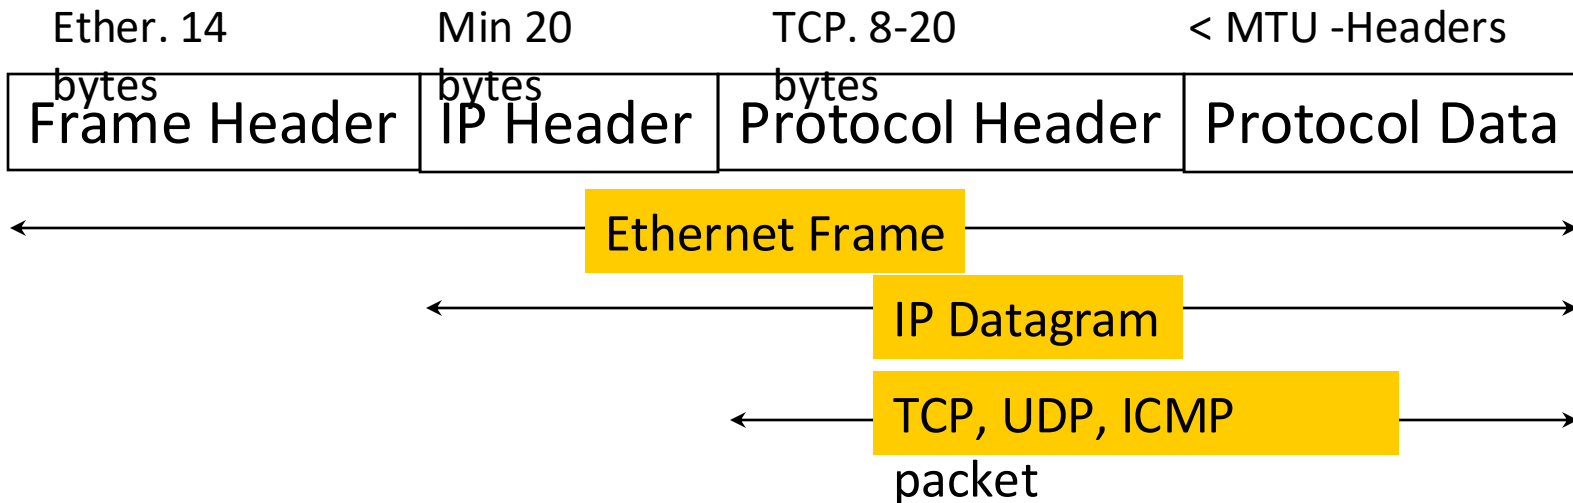 Ether. 14 Min 20 TCP. 8-20 < MTU -Headers
bytes bytes bytes
Frame Header IP Header Protocol Header Protocol Data
Ethernet Frame
IP Datagram
TCP, UDP, ICMP
packet